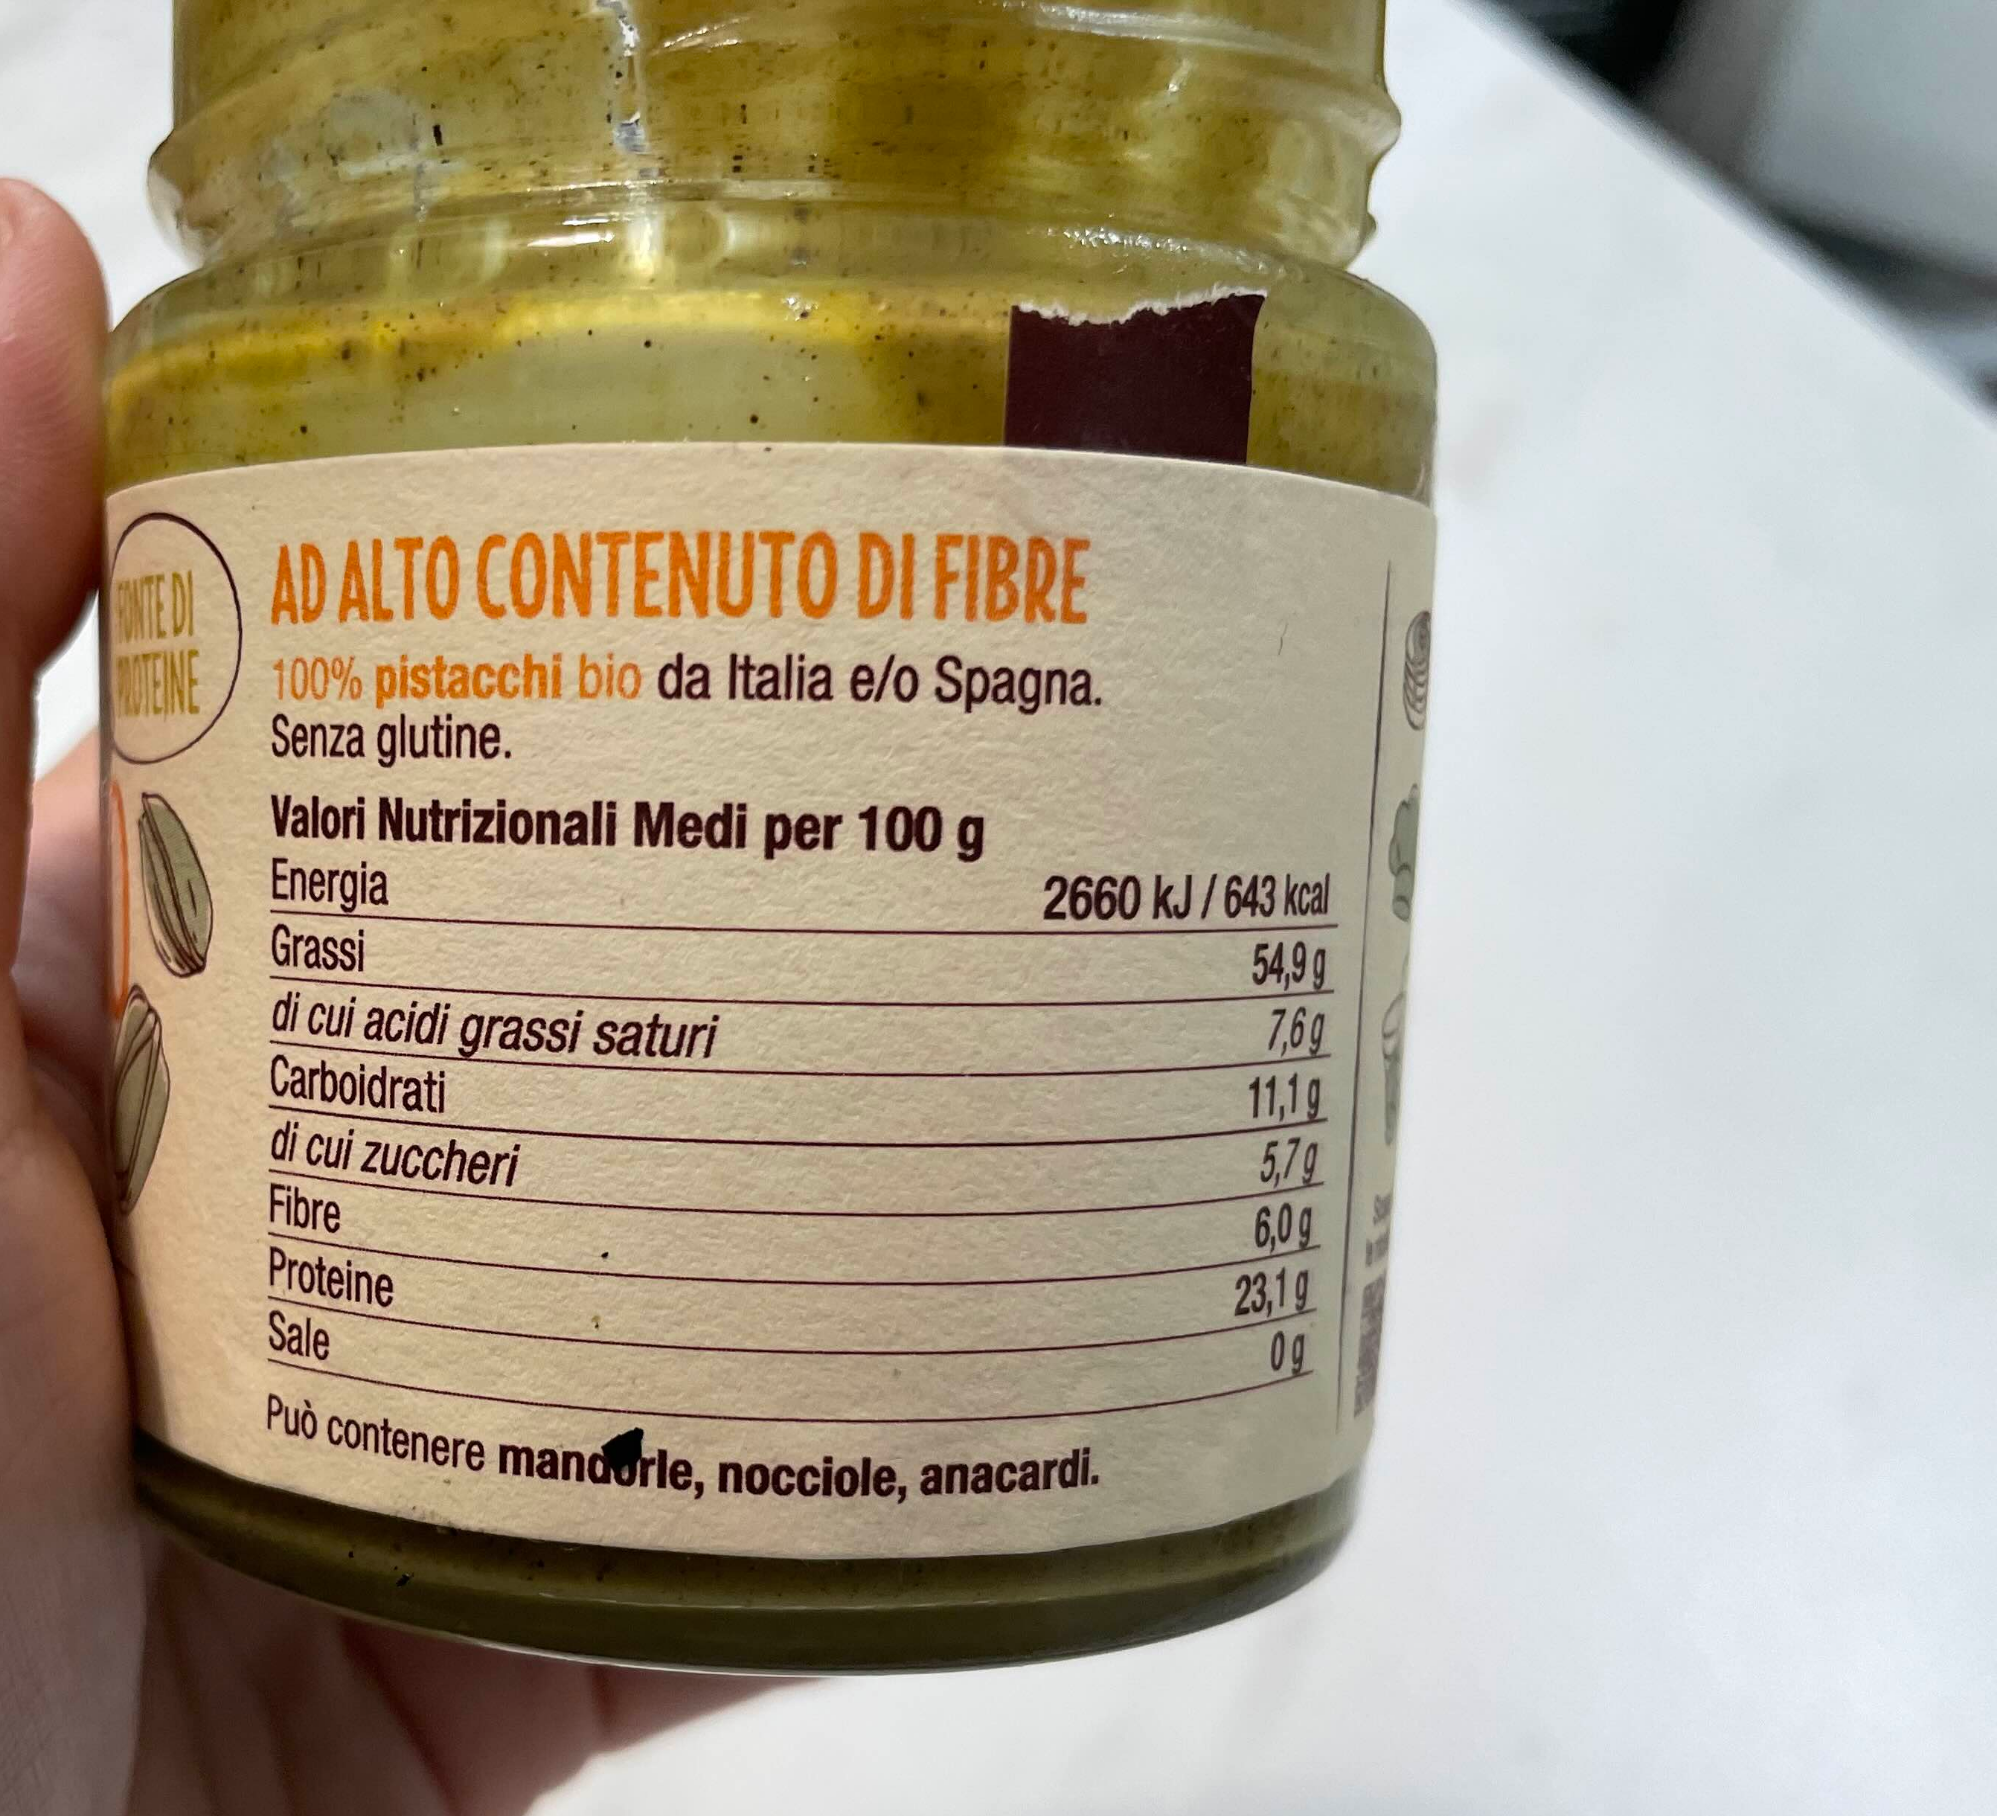 FONTE DI
PROTEINE
AD ALTO CONTENUTO DI FIBRE
100% pistacchi bio da Italia e/o Spagna.
Senza glutine.
Valori Nutrizionali Medi per 100 g
Energia 2660 kJ / 643 kcal
Grassi 54,9 g
di cui acidi grassi saturi 7,6 g
Carboidrati 11,1 g
di cui zuccheri 5,7 g
Fibre 6,0 g
Proteine 23,1 g
Sale 0 g
Può contenere mandorle, nocciole, anacardi.